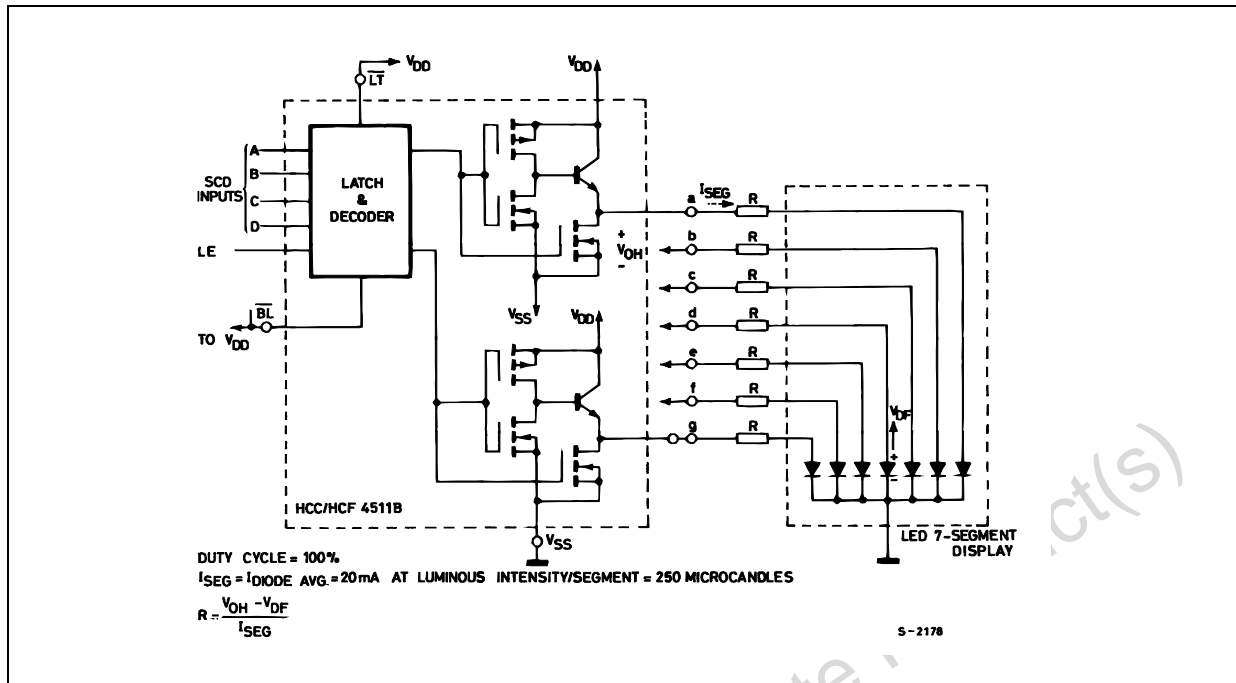 V_DD
L̅T̅
V_DD
A
B
C
D
SCD
INPUTS
LATCH
&
DECODER
LE
B̅L̅
TO V_DD
V_SS
V_DD
+
V_OH
-
I_SEG
a R
b R
c R
d R
e R
f R
g R
V_DF
+
-
HCC/HCF 4511B
V_SS
LED 7-SEGMENT
DISPLAY
DUTY CYCLE = 100%
I_SEG = I_DIODE AVG. = 20mA AT LUMINOUS INTENSITY/SEGMENT = 250 MICROCANDLES
R = V_OH - V_DF
I_SEG
S-2178
ct(s)